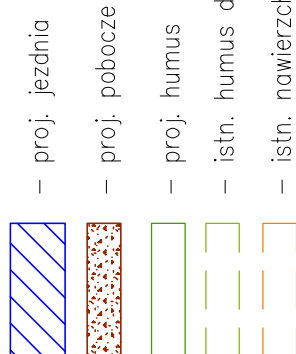 - proj. jezdnia
- proj. pobocze
- proj. humus
- istn. humus
- istn.